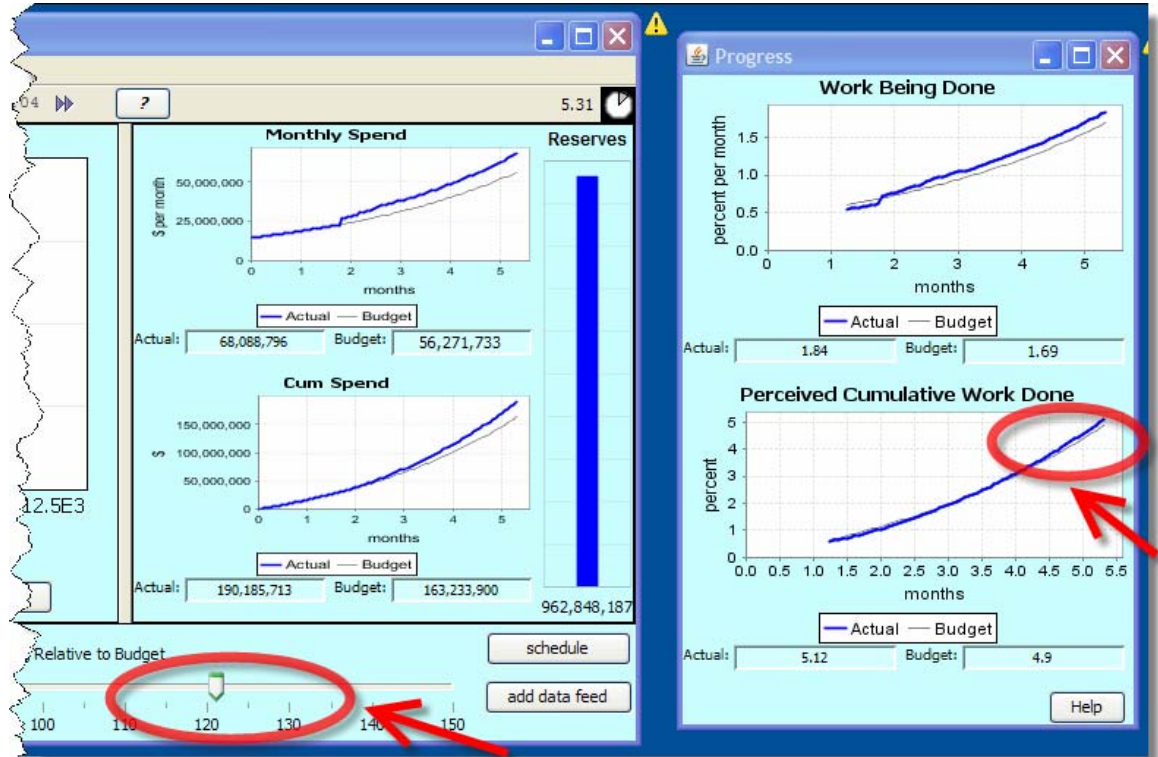 04
?
5.31
Monthly Spend
$ per month
50,000,000
25,000,000
0
0 1 2 3 4 5
months
Actual Budget
Actual: 68,088,796 Budget: 56,271,733
Cum Spend
$
150,000,000
100,000,000
50,000,000
0
0 1 2 3 4 5
months
Actual Budget
Actual: 190,185,713 Budget: 163,233,900
Reserves
962,848,187
12.5E3
Relative to Budget
100 110 120 130 140 150
schedule
add data feed
Progress
Work Being Done
percent per month
1.5
1.0
0.5
0.0
0 1 2 3 4 5
months
Actual Budget
Actual: 1.84 Budget: 1.69
Perceived Cumulative Work Done
percent
5
4
3
2
1
0
0.0 0.5 1.0 1.5 2.0 2.5 3.0 3.5 4.0 4.5 5.0 5.5
months
Actual Budget
Actual: 5.12 Budget: 4.9
Help